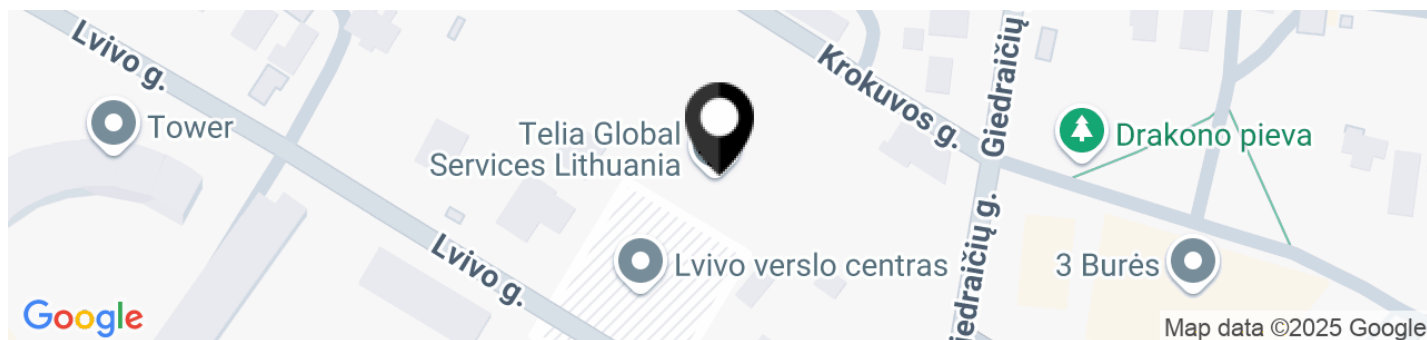 Lvivo g.
Tower
Telia Global
Services Lithuania
Krokuvos g.
Giedraičių
Drakono pieva
Lvivo g.
Lvivo verslo centras
iedraičių g.
3 Burės
Google
Map data ©2025 Google